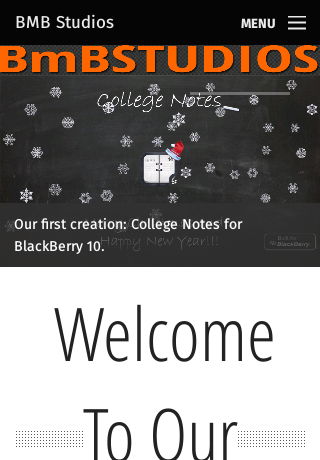 BMB Studios
MENU
BmBSTUDIOS
College Notes
Our first creation: College Notes for
BlackBerry 10.
Happy New Year!!!
Built for
BlackBerry
Welcome
To Our